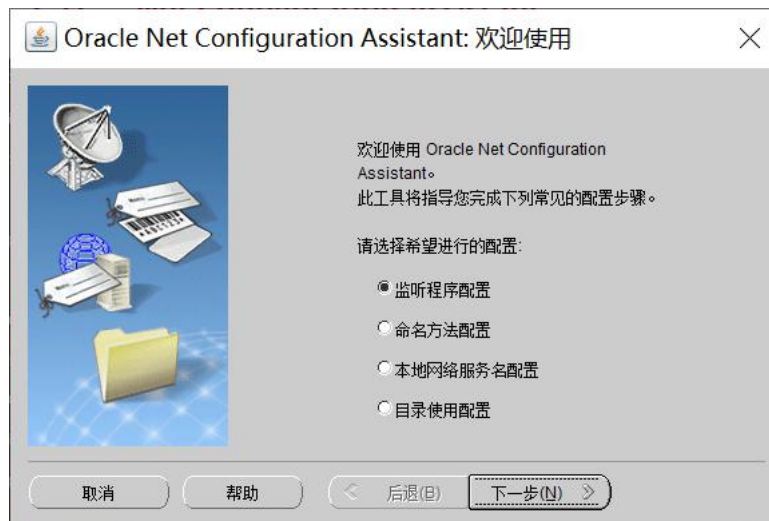 Oracle Net Configuration Assistant: 欢迎使用
欢迎使用 Oracle Net Configuration
Assistant。
此工具将指导您完成下列常见的配置步骤。
请选择希望进行的配置:
监听程序配置
命名方法配置
本地网络服务名配置
目录使用配置
取消
帮助
后退(B)
下一步(N)